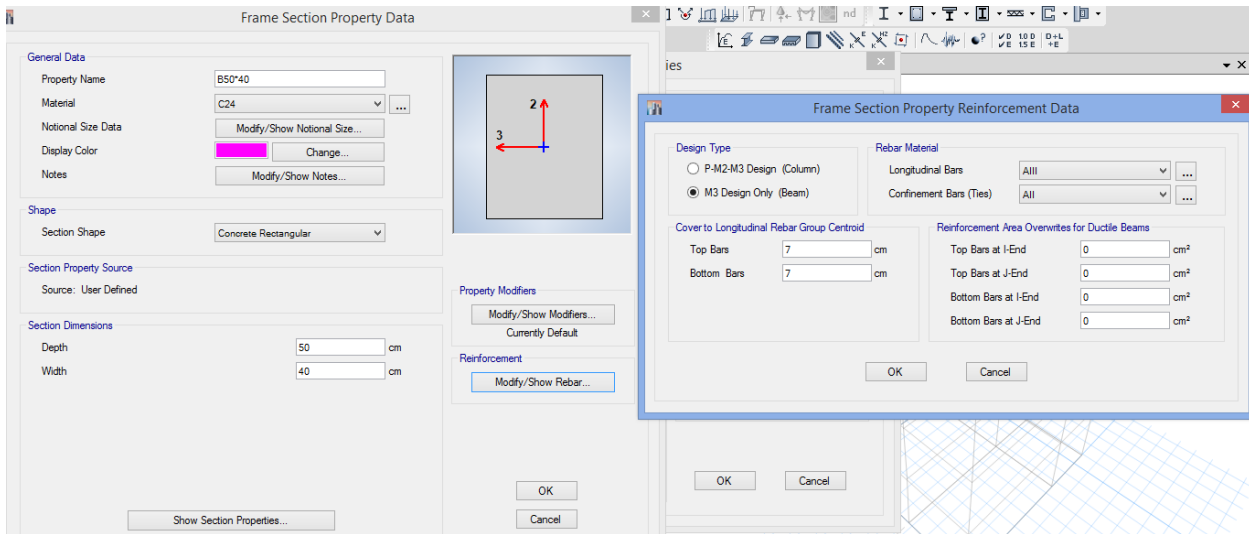 Frame Section Property Data
General Data
Property Name B50*40
Material C24 ...
Notional Size Data Modify/Show Notional Size...
Display Color Change...
Notes Modify/Show Notes...
Shape
Section Shape Concrete Rectangular
Section Property Source
Source: User Defined
Section Dimensions
Depth 50 cm
Width 40 cm
Show Section Properties...
2
3
Property Modifiers
Modify/Show Modifiers...
Currently Default
Reinforcement
Modify/Show Rebar...
OK
Cancel
nd
ies
Frame Section Property Reinforcement Data
Design Type
P-M2-M3 Design (Column)
M3 Design Only (Beam)
Rebar Material
Longitudinal Bars AIII ...
Confinement Bars (Ties) AII ...
Cover to Longitudinal Rebar Group Centroid
Top Bars 7 cm
Bottom Bars 7 cm
Reinforcement Area Overwrites for Ductile Beams
Top Bars at I-End 0 cm²
Top Bars at J-End 0 cm²
Bottom Bars at I-End 0 cm²
Bottom Bars at J-End 0 cm²
OK Cancel
OK Cancel